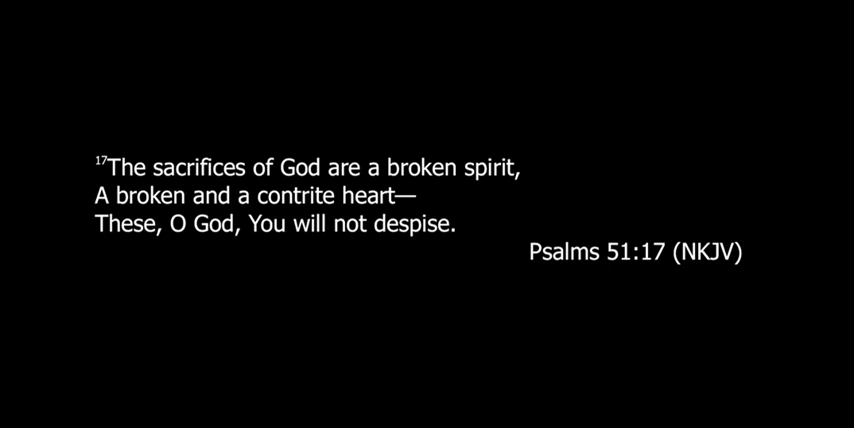 17The sacrifices of God are a broken spirit,
A broken and a contrite heart—
These, O God, You will not despise.
Psalms 51:17 (NKJV)